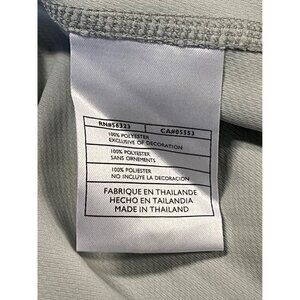 RN#56323 CA#05553
100% POLYESTER
EXCLUSIVE OF DECORATION
100% POLYESTER
SANS ORNEMENTS
100% POLYESTER
NO INCLUYE LA DECORACION
FABRIQUE EN THAILANDE
HECHO EN TAILANDIA
MADE IN THAILAND